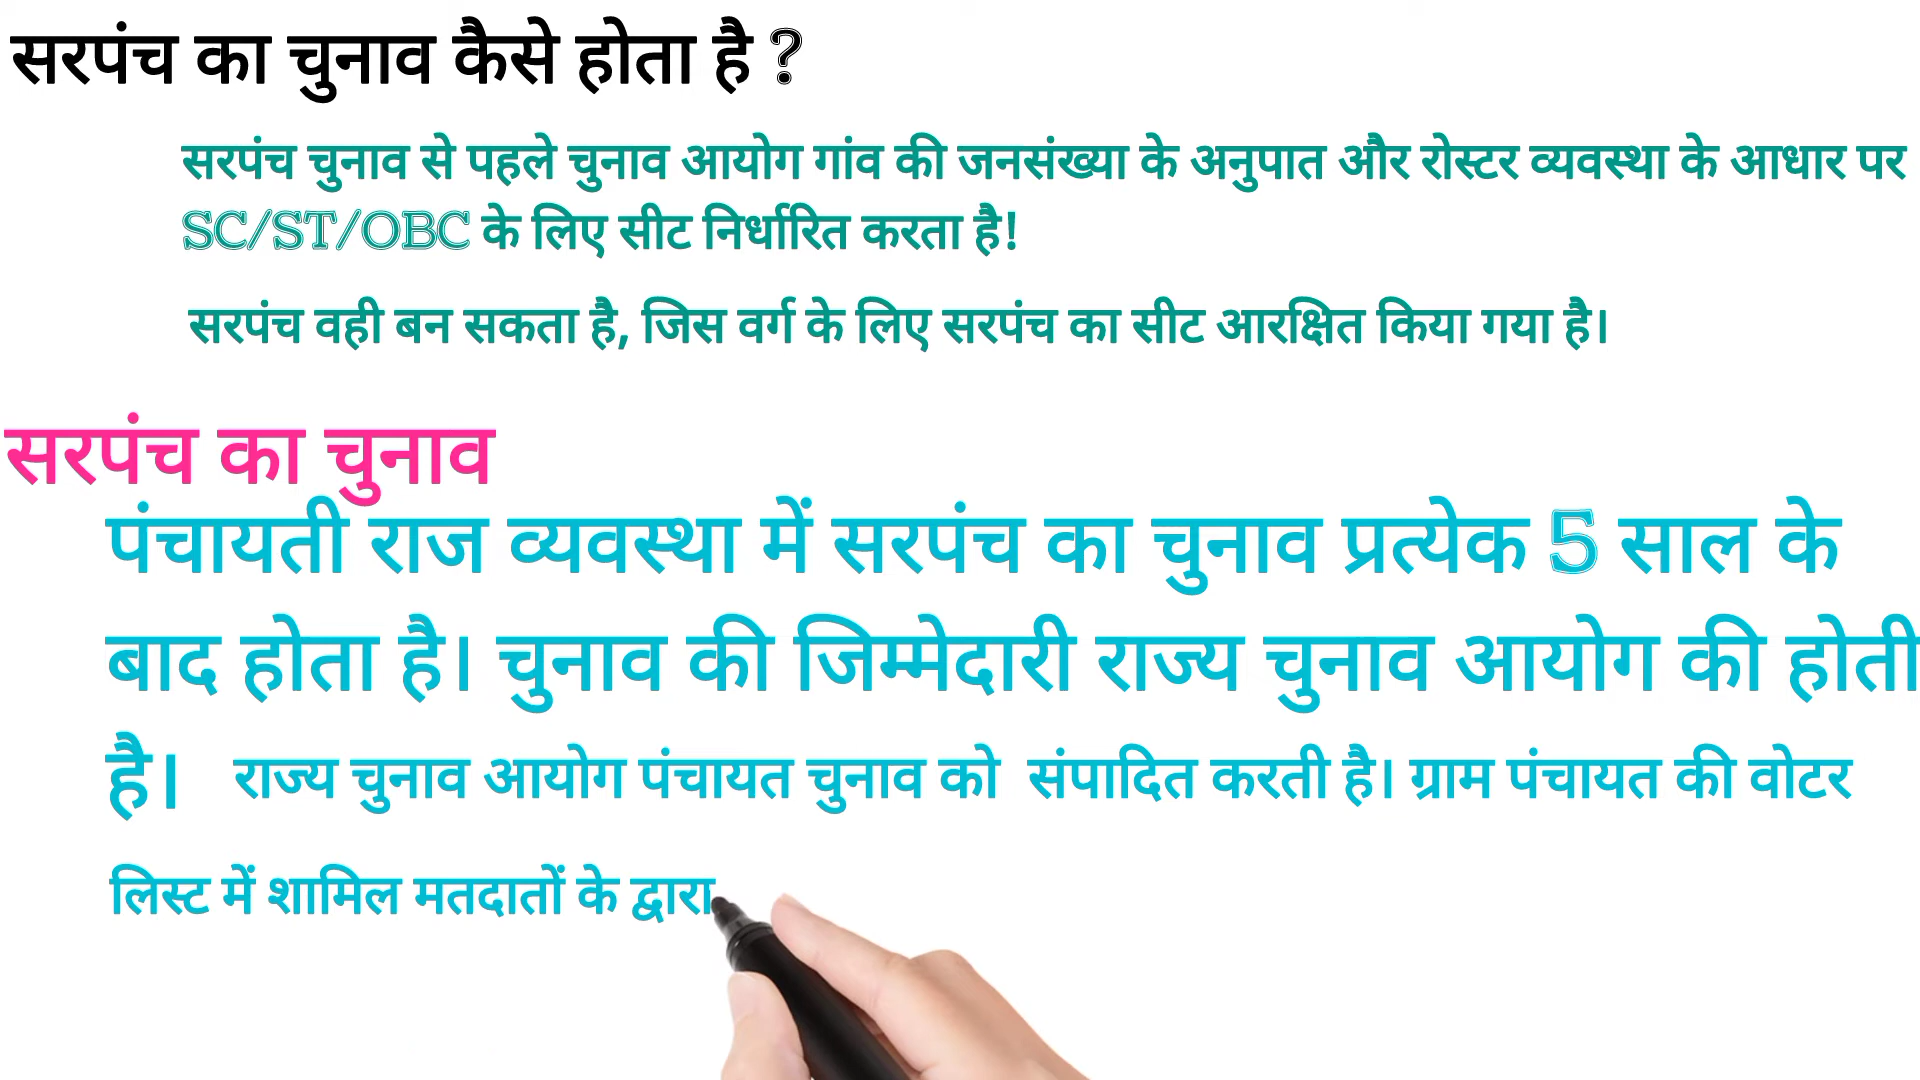 सरपंच का चुनाव कैसे होता है ?
सरपंच चुनाव से पहले चुनाव आयोग गांव की जनसंख्या के अनुपात और रोस्टर व्यवस्था के आधार पर
SC/ST/OBC के लिए सीट निर्धारित करता है!
सरपंच वही बन सकता है, जिस वर्ग के लिए सरपंच का सीट आरक्षित किया गया है।
सरपंच का चुनाव
पंचायती राज व्यवस्था में सरपंच का चुनाव प्रत्येक 5 साल के
बाद होता है। चुनाव की जिम्मेदारी राज्य चुनाव आयोग की होती
है। राज्य चुनाव आयोग पंचायत चुनाव को संपादित करती है। ग्राम पंचायत की वोटर
लिस्ट में शामिल मतदातों के द्वारा